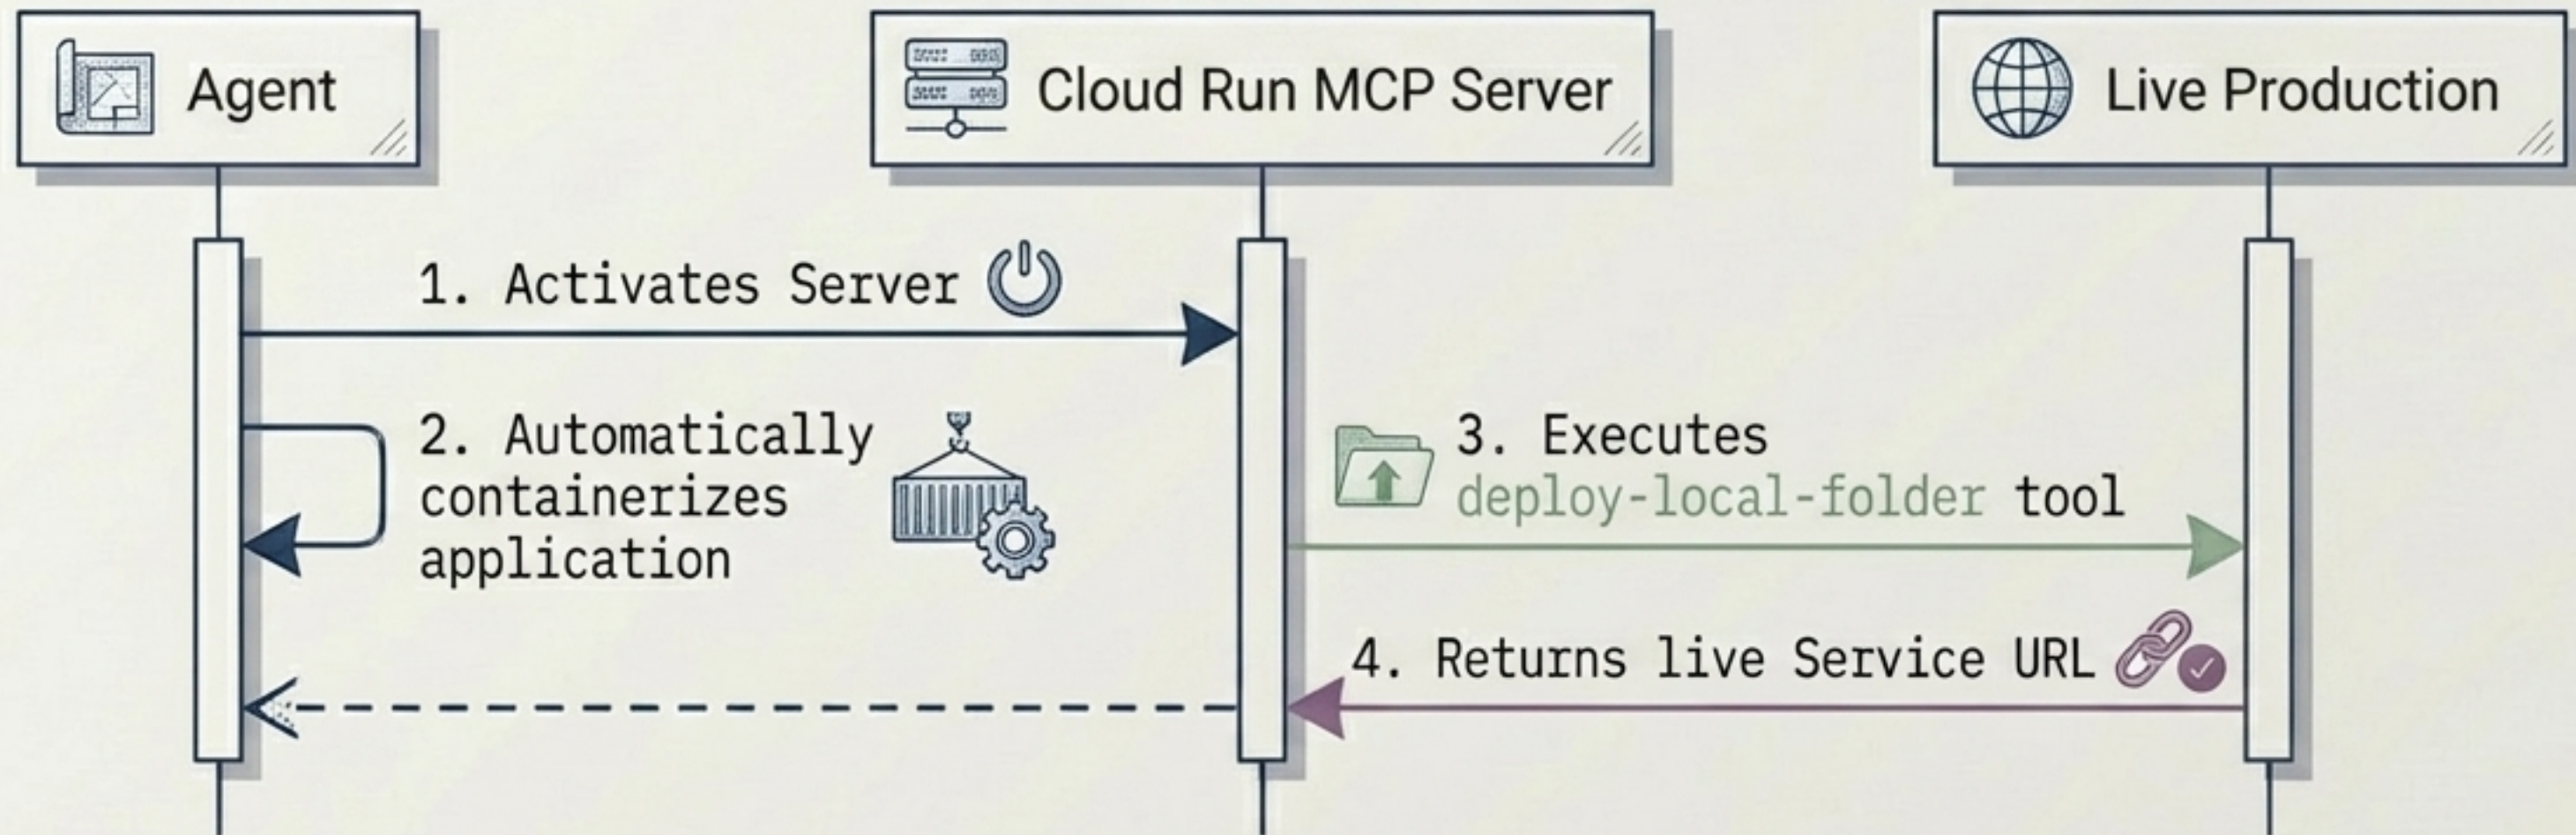 Agent
Cloud Run MCP Server
Live Production
1. Activates Server
2. Automatically
containerizes
application
3. Executes
deploy-local-folder tool
4. Returns live Service URL